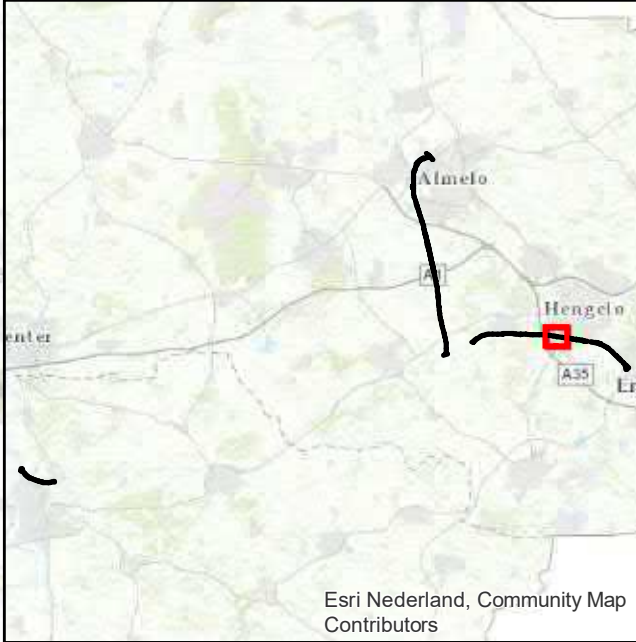 Almelo
A1
Hengelo
enter
A35
En
Esri Nederland, Community Map
Contributors